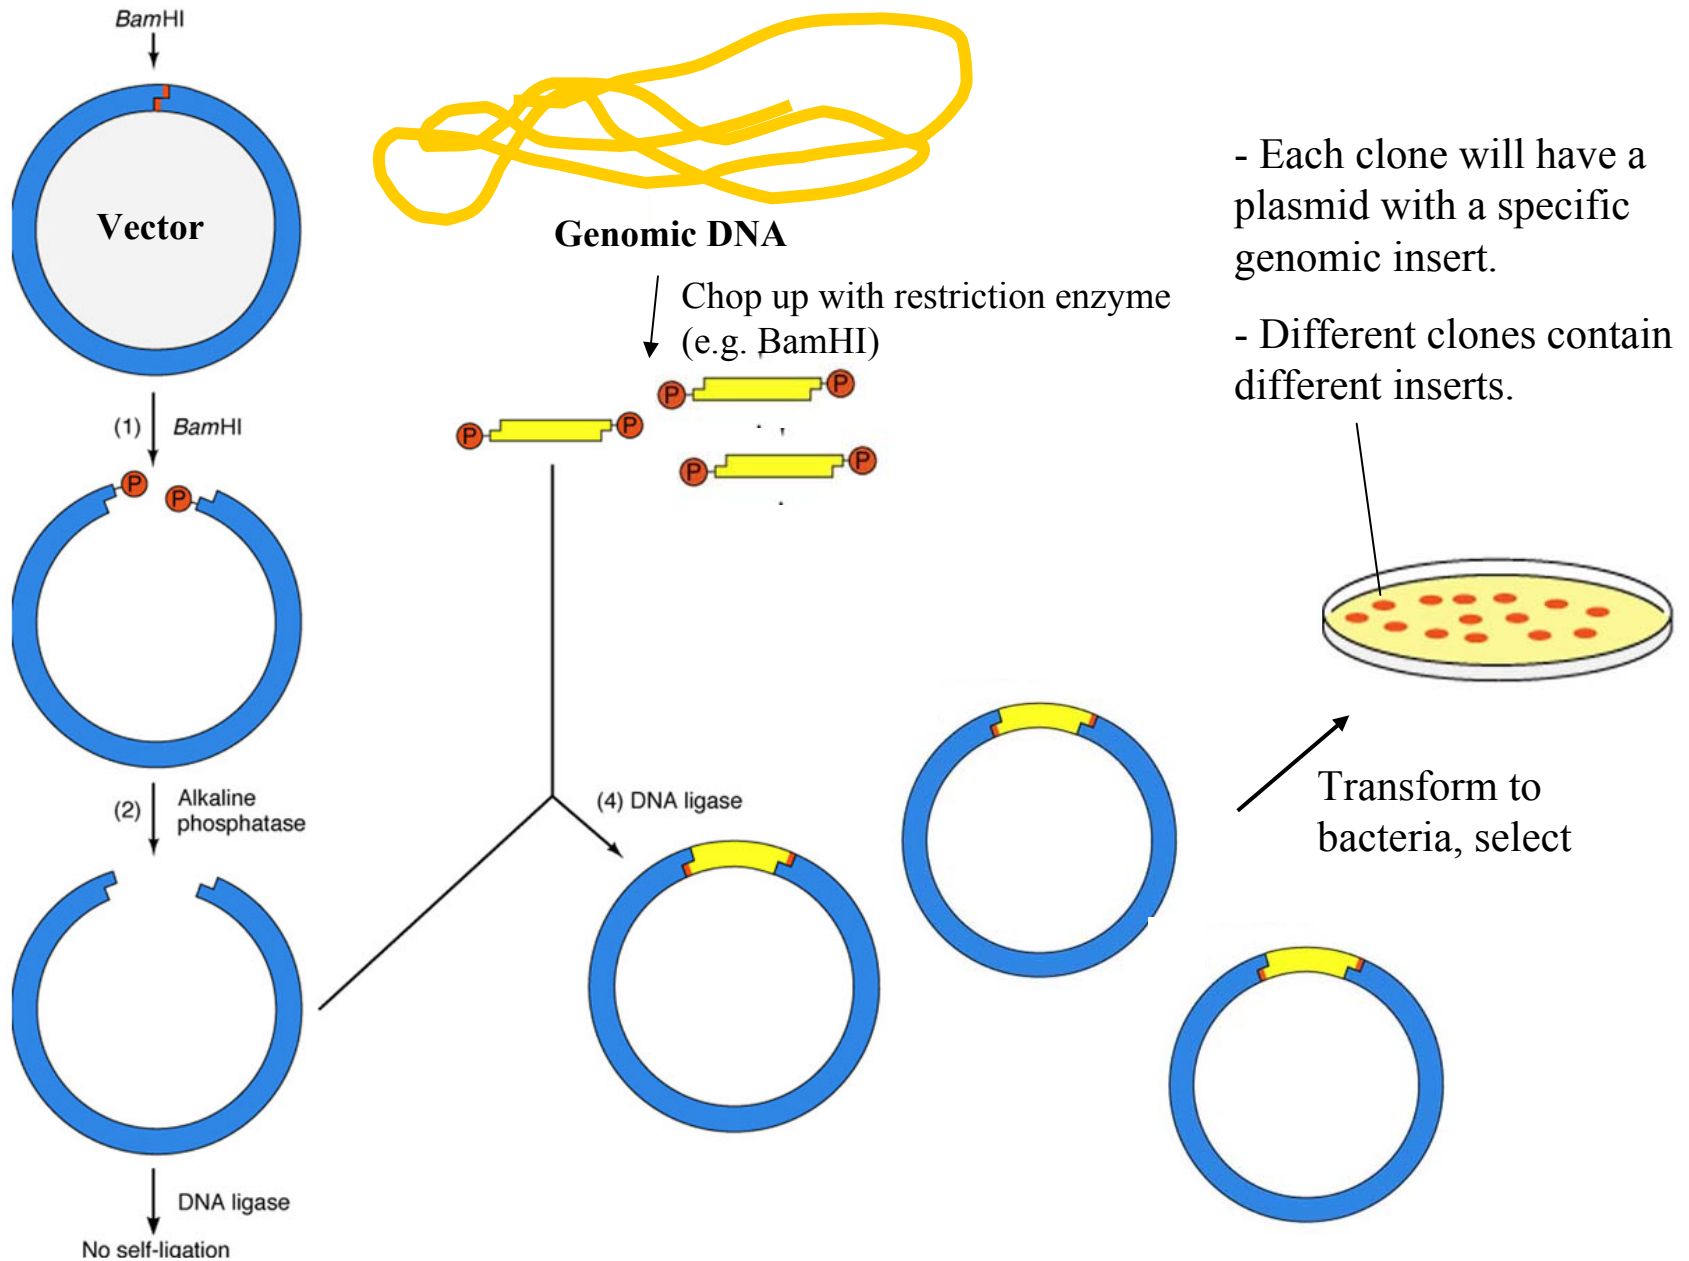 BamHI
Vector
(1) BamHI
P
P
(2) Alkaline
phosphatase
DNA ligase
No self-ligation
Genomic DNA
Chop up with restriction enzyme
(e.g. BamHI)
P P
P P
P P
(4) DNA ligase
- Each clone will have a
plasmid with a specific
genomic insert.
- Different clones contain
different inserts.
Transform to
bacteria, select